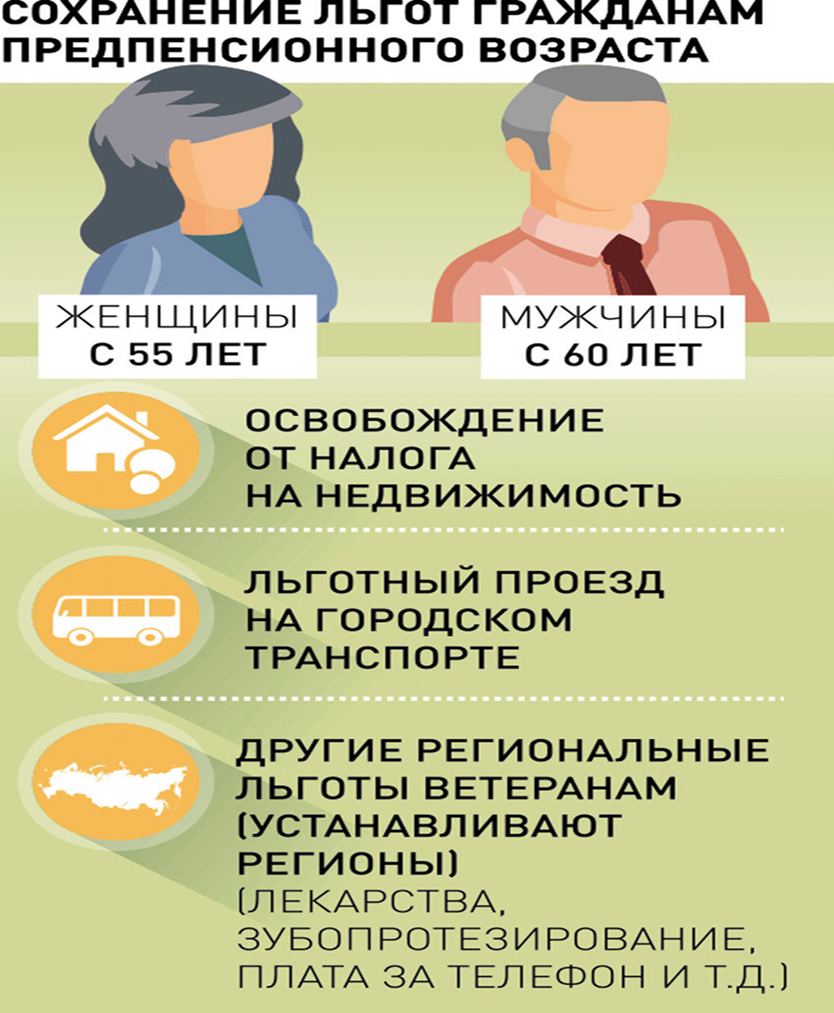 СОХРАНЕНИЕ ЛЬГОТ ГРАЖДАНАМ
ПРЕДПЕНСИОННОГО ВОЗРАСТА
ЖЕНЩИНЫ
С 55 ЛЕТ
МУЖЧИНЫ
С 60 ЛЕТ
ОСВОБОЖДЕНИЕ
ОТ НАЛОГА
НА НЕДВИЖИМОСТЬ
ЛЬГОТНЫЙ ПРОЕЗД
НА ГОРОДСКОМ
ТРАНСПОРТЕ
ДРУГИЕ РЕГИОНАЛЬНЫЕ
ЛЬГОТЫ ВЕТЕРАНАМ
(УСТАНАВЛИВАЮТ
РЕГИОНЫ)
(ЛЕКАРСТВА,
ЗУБОПРОТЕЗИРОВАНИЕ,
ПЛАТА ЗА ТЕЛЕФОН И Т.Д.)